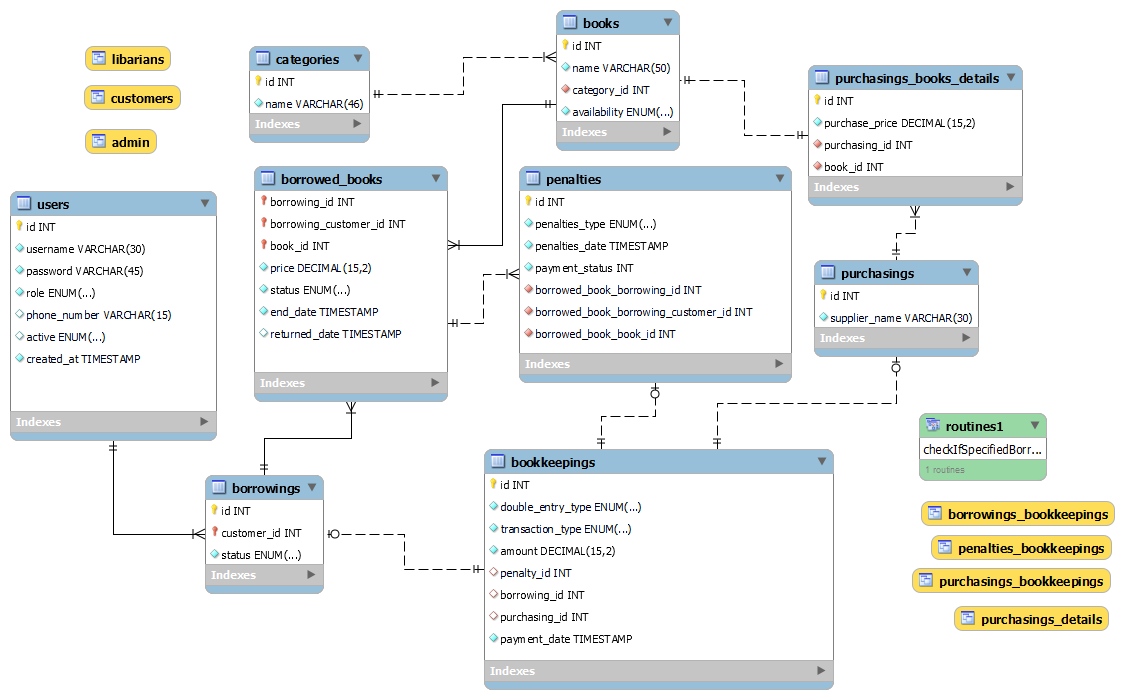 libarians
customers
admin
categories
id INT
name VARCHAR(46)
Indexes
books
id INT
name VARCHAR(50)
category_id INT
availability ENUM(...)
Indexes
purchasings_books_details
id INT
purchase_price DECIMAL(15,2)
purchasing_id INT
book_id INT
Indexes
users
id INT
username VARCHAR(30)
password VARCHAR(45)
role ENUM(...)
phone_number VARCHAR(15)
active ENUM(...)
created_at TIMESTAMP
Indexes
borrowed_books
borrowing_id INT
borrowing_customer_id INT
book_id INT
price DECIMAL(15,2)
status ENUM(...)
end_date TIMESTAMP
returned_date TIMESTAMP
Indexes
penalties
id INT
penalties_type ENUM(...)
penalties_date TIMESTAMP
payment_status INT
borrowed_book_borrowing_id INT
borrowed_book_borrowing_customer_id INT
borrowed_book_book_id INT
Indexes
purchasings
id INT
supplier_name VARCHAR(30)
Indexes
borrowings
id INT
customer_id INT
status ENUM(...)
Indexes
bookkeepings
id INT
double_entry_type ENUM(...)
transaction_type ENUM(...)
amount DECIMAL(15,2)
penalty_id INT
borrowing_id INT
purchasing_id INT
payment_date TIMESTAMP
Indexes
routines1
checkIfSpecifiedBorr...
1 routines
borrowings_bookkepings
penalties_bookkepings
purchasings_bookkepings
purchasings_details